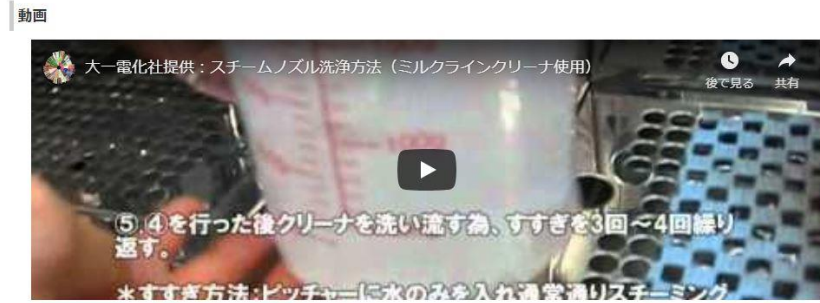 動画
大一電化社提供：スチームノズル洗浄方法（ミルクラインクリーナ使用）
後で見る
共有
1000
⑤.④を行った後クリーナを洗い流す為、すすぎを3回～4回繰り
返す。
＊すすぎ方法：ピッチャーに水のみを入れ通常通りスチーミング